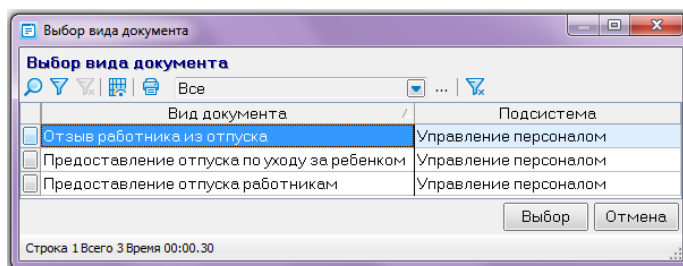 Выбор вида документа
Выбор вида документа
Все ...
Вид документа / Подсистема
Отзыв работника из отпуска Управление персоналом
Предоставление отпуска по уходу за ребенком Управление персоналом
Предоставление отпуска работникам Управление персоналом
Выбор Отмена
Строка 1 Всего 3 Время 00:00.30